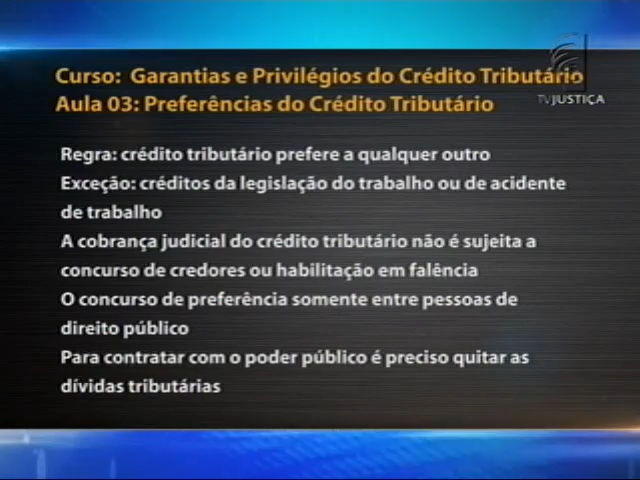 Curso: Garantias e Privilégios do Crédito Tributário
Aula 03: Preferências do Crédito Tributário
TVJUSTIÇA
Regra: crédito tributário prefere a qualquer outro
Exceção: créditos da legislação do trabalho ou de acidente
de trabalho
A cobrança judicial do crédito tributário não é sujeita a
concurso de credores ou habilitação em falência
O concurso de preferência somente entre pessoas de
direito público
Para contratar com o poder público é preciso quitar as
dívidas tributárias